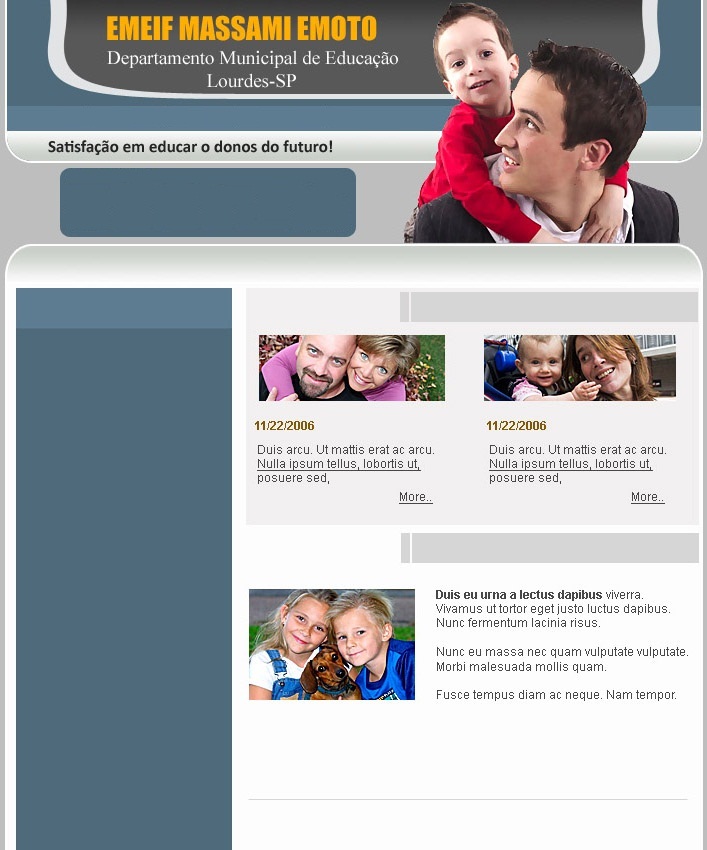 EMEIF MASSAMI EMOTO
Departamento Municipal de Educação
Lourdes-SP
Satisfação em educar o donos do futuro!
11/22/2006
Duis arcu. Ut mattis erat ac arcu.
Nulla ipsum tellus, lobortis ut,
posuere sed,
More..
11/22/2006
Duis arcu. Ut mattis erat ac arcu.
Nulla ipsum tellus, lobortis ut,
posuere sed,
More..
Duis eu urna a lectus dapibus viverra.
Vivamus ut tortor eget justo luctus dapibus.
Nunc fermentum lacinia risus.
Nunc eu massa nec quam vulputate vulputate.
Morbi malesuada mollis quam.
Fusce tempus diam ac neque. Nam tempor.